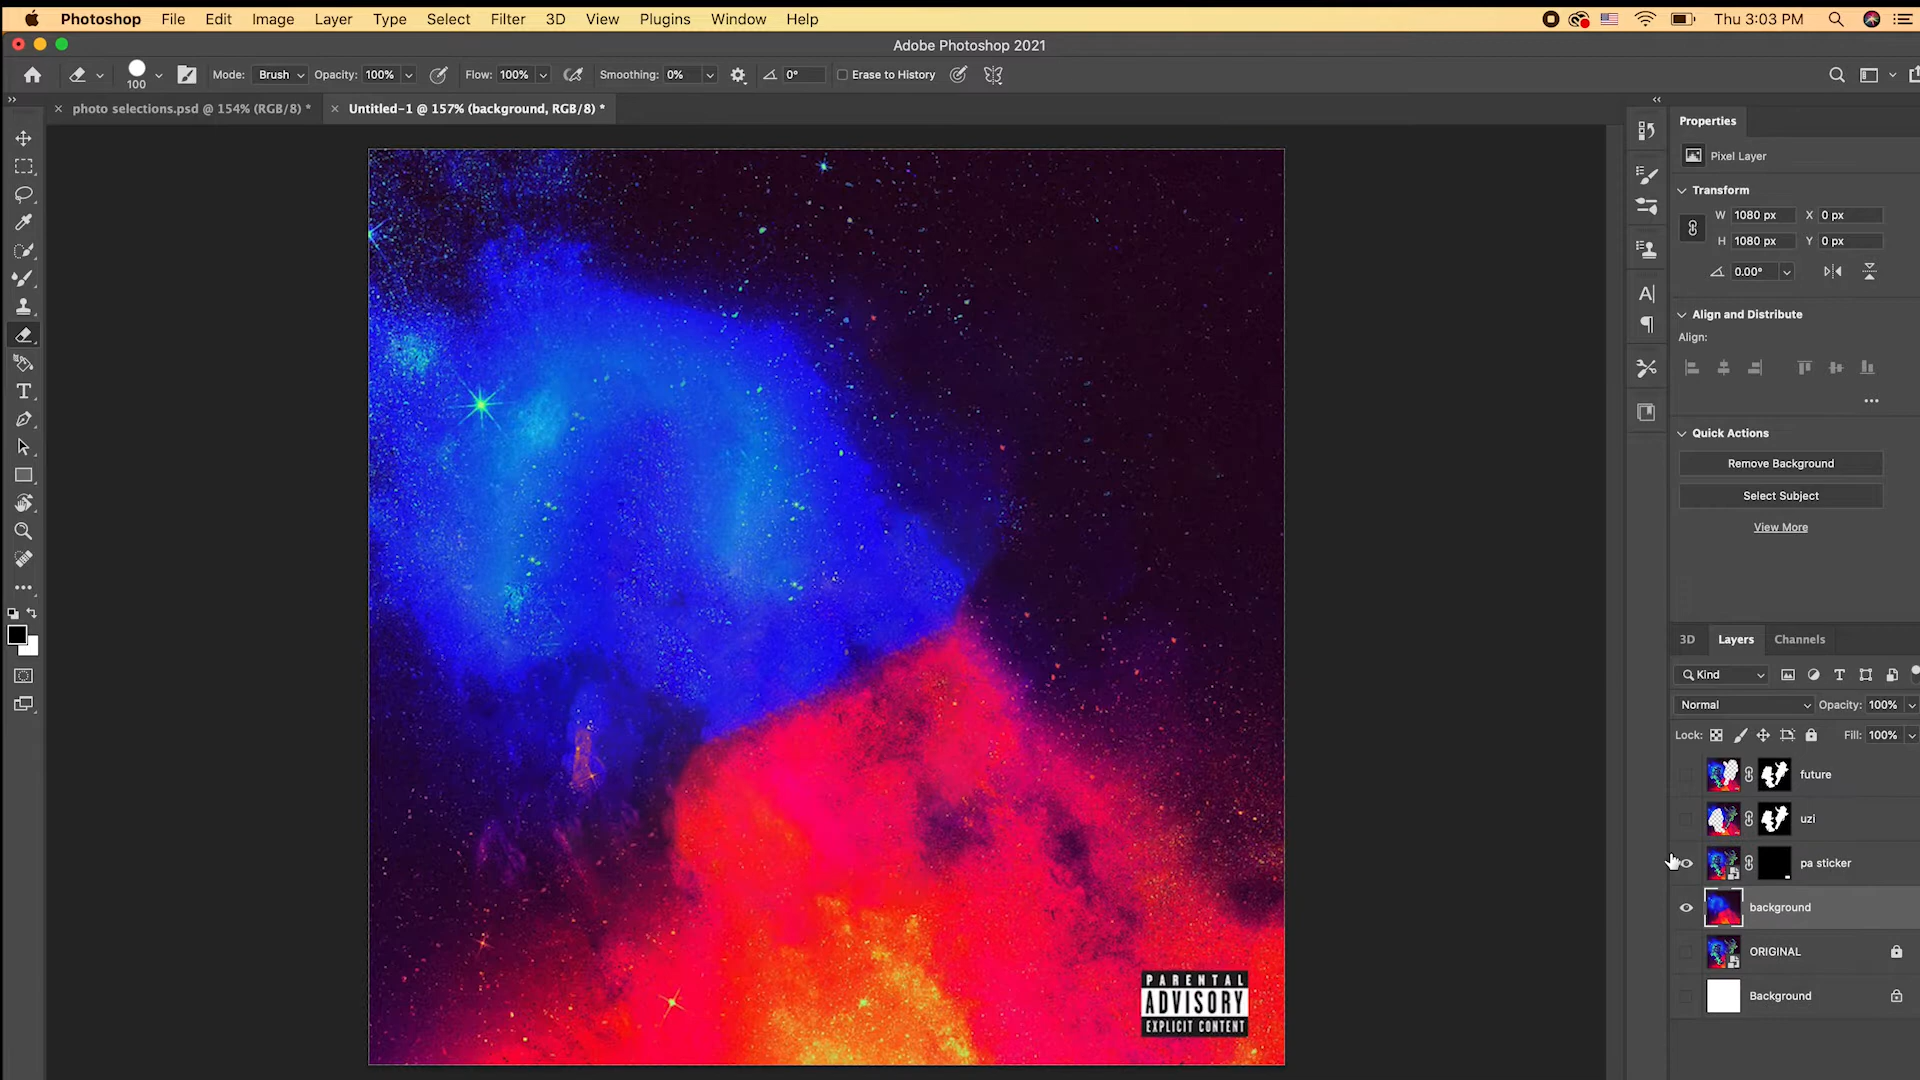 Photoshop File Edit Image Layer Type Select Filter 3D View Plugins Window Help Thu 3:03 PM
Adobe Photoshop 2021
100 Mode: Brush Opacity: 100% Flow: 100% Smoothing: 0% 0° Erase to History
photo selections.psd @ 154% (RGB/8) * Untitled-1 @ 157% (background, RGB/8) *
Properties
Pixel Layer
Transform
W 1080 px X 0 px
H 1080 px Y 0 px
0.00°
Align and Distribute
Align:
Quick Actions
Remove Background
Select Subject
View More
3D Layers Channels
Kind
Normal Opacity: 100%
Lock: Fill: 100%
future
uzi
pa sticker
background
ORIGINAL
Background
PARENTAL
ADVISORY
EXPLICIT CONTENT